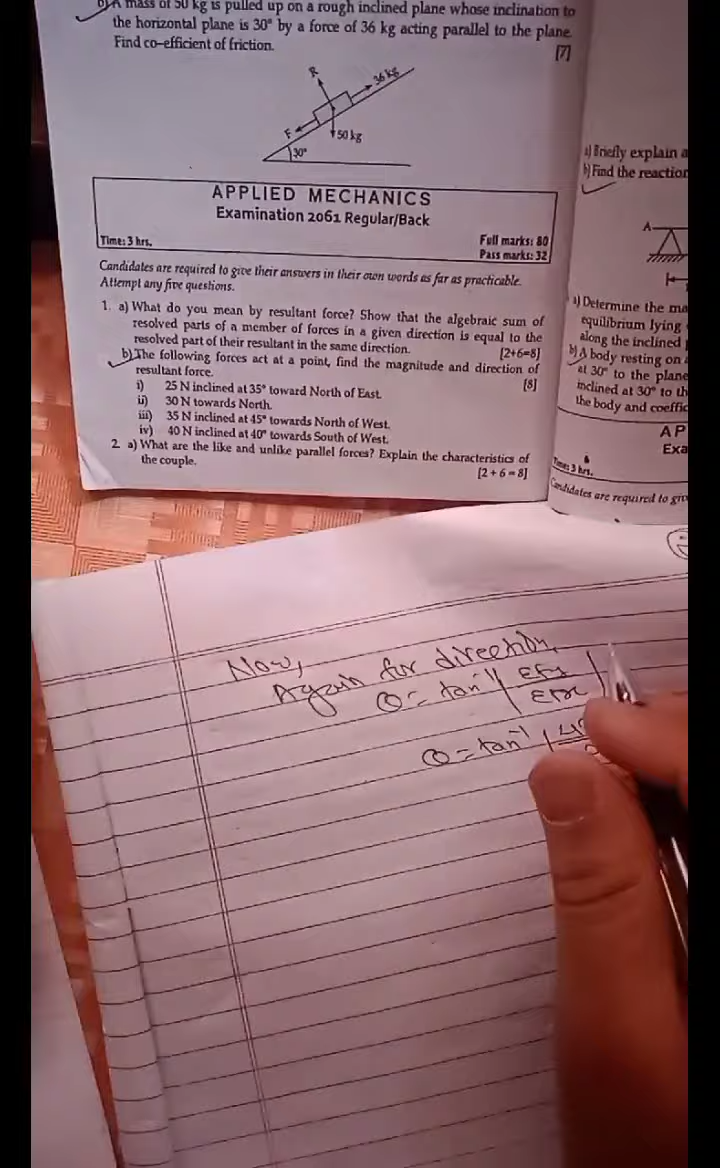 b) A mass of 50 kg is pulled up on a rough inclined plane whose inclination to
the horizontal plane is 30° by a force of 36 kg acting parallel to the plane.
Find co-efficient of friction.
[7]
R
36 kg
F
50 kg
30°
APPLIED MECHANICS
Examination 2061 Regular/Back
Time: 3 hrs.
Full marks: 80
Pass marks: 32
Candidates are required to give their answers in their own words as far as practicable.
Attempt any five questions.
1. a) What do you mean by resultant force? Show that the algebraic sum of
resolved parts of a member of forces in a given direction is equal to the
resolved part of their resultant in the same direction. [2+6=8]
b) The following forces act at a point, find the magnitude and direction of
resultant force. [8]
i) 25 N inclined at 35° toward North of East.
ii) 30 N towards North.
iii) 35 N inclined at 45° towards North of West.
iv) 40 N inclined at 40° towards South of West.
2. a) What are the like and unlike parallel forces? Explain the characteristics of
the couple. [2+6=8]
a) Briefly explain a
b) Find the reaction
A
a) Determine the ma
equilibrium lying
along the inclined
b) A body resting on
at 30° to the plane
inclined at 30° to th
the body and coeffic
AP
Exa
Time: 3 hrs.
Candidates are required to giv
Now,
Again for direction,
θ = tan⁻¹ | ΣFy / ΣFx |
θ = tan⁻¹ |